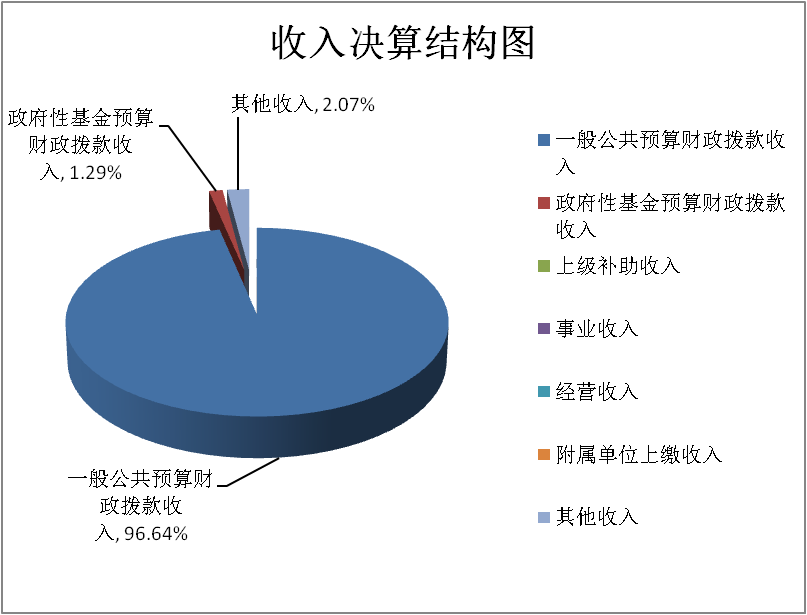 收入决算结构图
政府性基金预算
财政拨款收
入, 1.29%
其他收入, 2.07%
一般公共预算财
政拨款收
入, 96.64%
一般公共预算财政拨款收
入
政府性基金预算财政拨款
收入
上级补助收入
事业收入
经营收入
附属单位上缴收入
其他收入